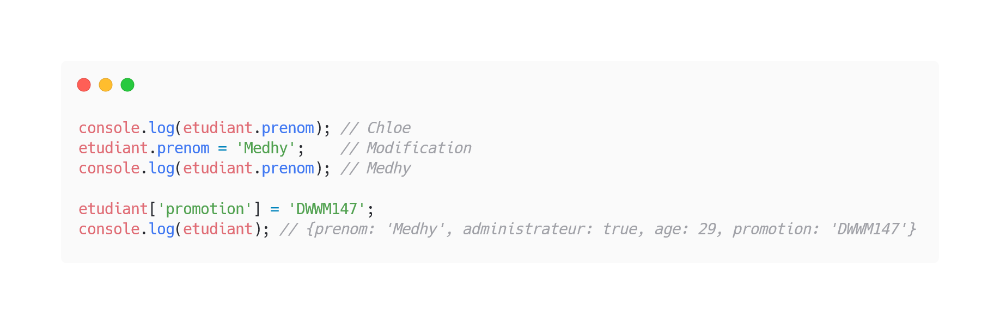 console.log(etudiant.prenom); // Chloe
etudiant.prenom = 'Medhy';    // Modification
console.log(etudiant.prenom); // Medhy

etudiant['promotion'] = 'DWWM147';
console.log(etudiant); // {prenom: 'Medhy', administrateur: true, age: 29, promotion: 'DWWM147'}